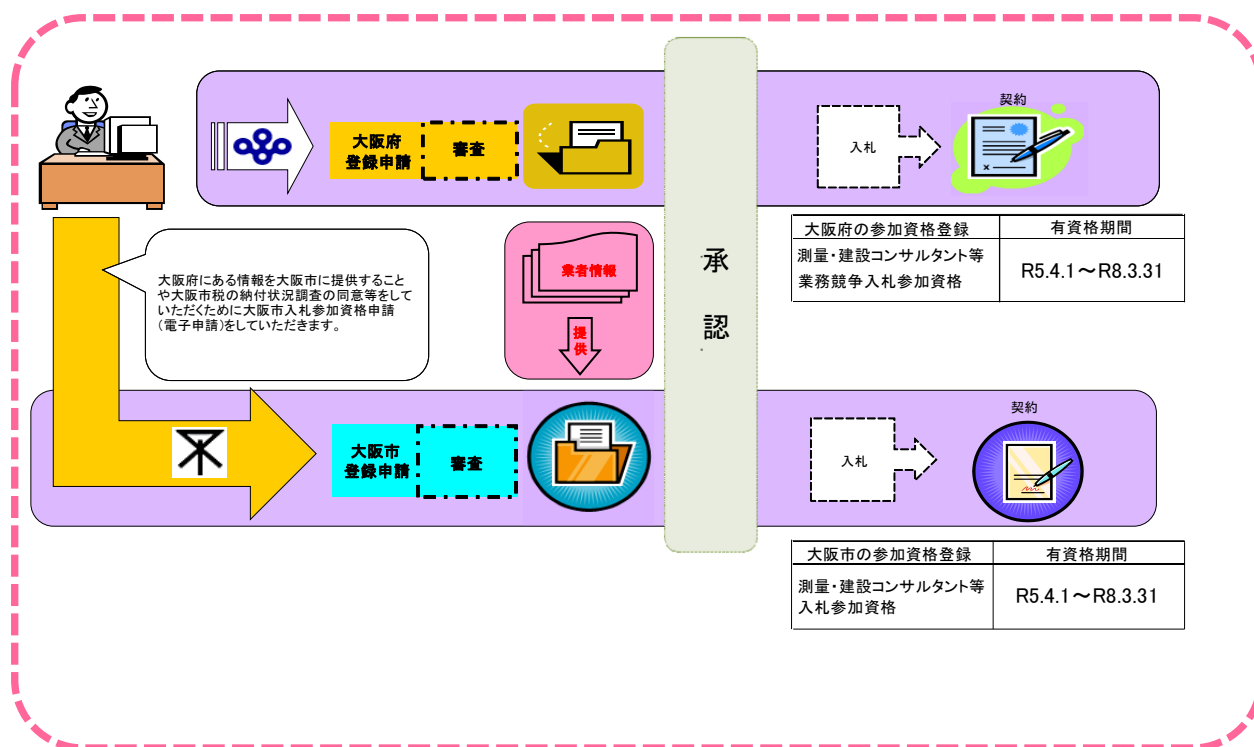 大阪府
登録申請
審査
入札
契約
大阪府の参加資格登録
有資格期間
測量・建設コンサルタント等
業務競争入札参加資格
R5.4.1～R8.3.31
大阪府にある情報を大阪市に提供すること
や大阪市税の納付状況調査の同意等をして
いただくために大阪市入札参加資格申請
（電子申請）をしていただきます。
業者情報
提
供
承
認
大阪市
登録申請
審査
入札
契約
大阪市の参加資格登録
有資格期間
測量・建設コンサルタント等
入札参加資格
R5.4.1～R8.3.31